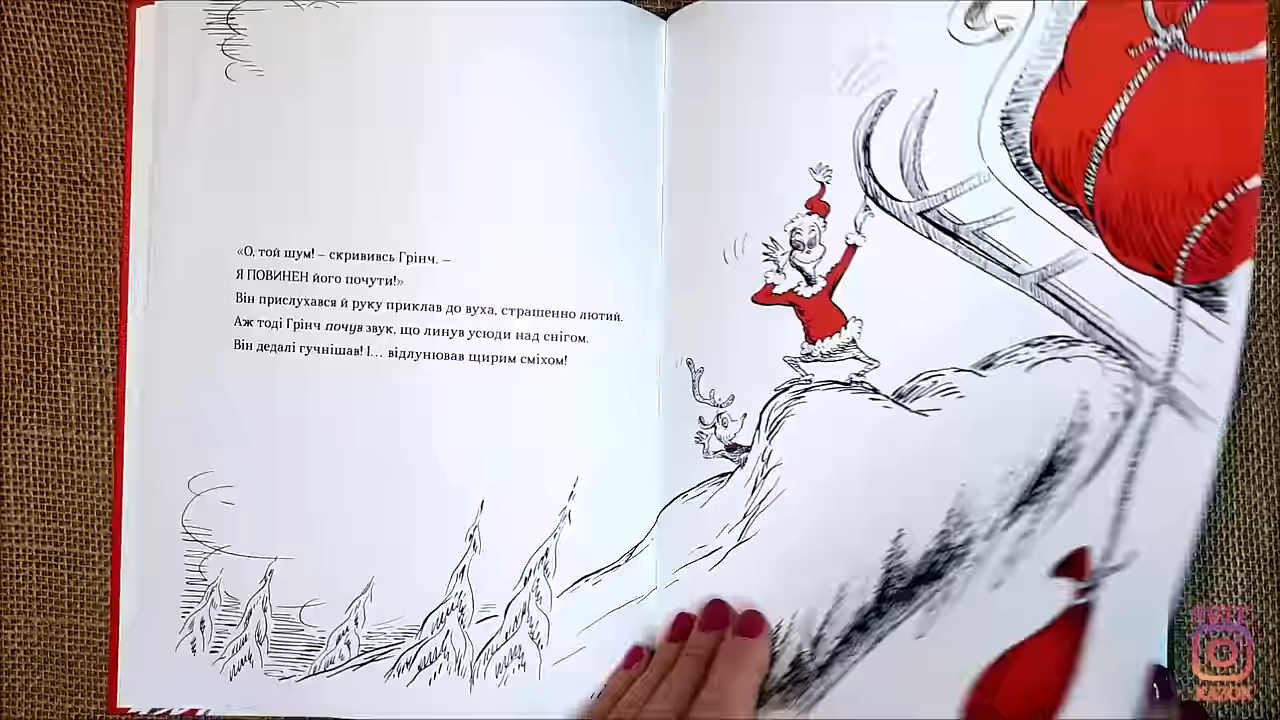 «О, той шум! – скрививсь Грінч. –
Я ПОВИНЕН його почути!»
Він прислухався й руку приклав до вуха, страшенно лютий.
Аж тоді Грінч почув звук, що линув усюди над снігом.
Він дедалі гучнішав! І... відлунював щирим сміхом!